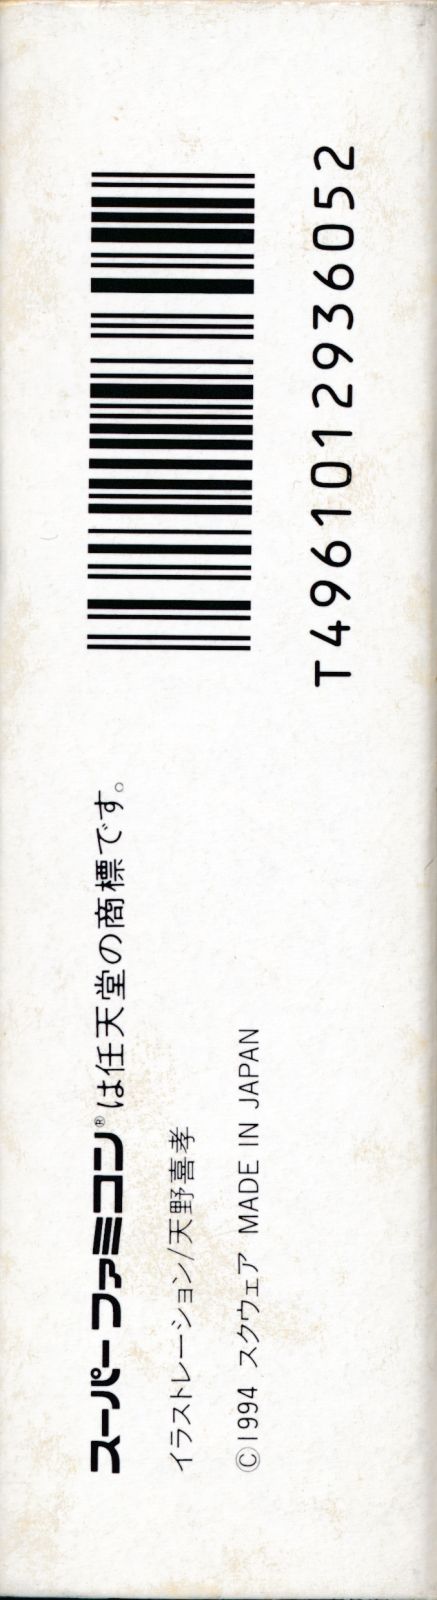 スーパーファミコン®は任天堂の商標です。
イラストレーション/天野喜孝
©1994 スクウェア MADE IN JAPAN
T4961012936052